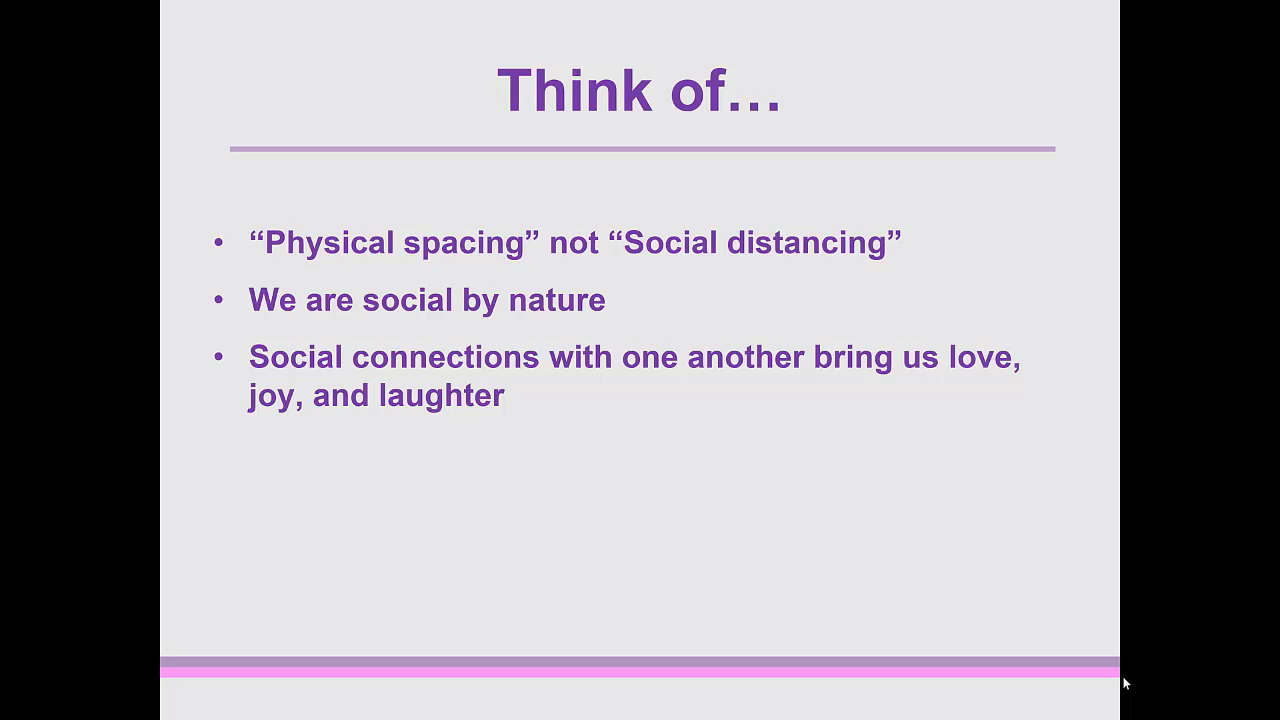 Think of…
• “Physical spacing” not “Social distancing”
• We are social by nature
• Social connections with one another bring us love,
joy, and laughter